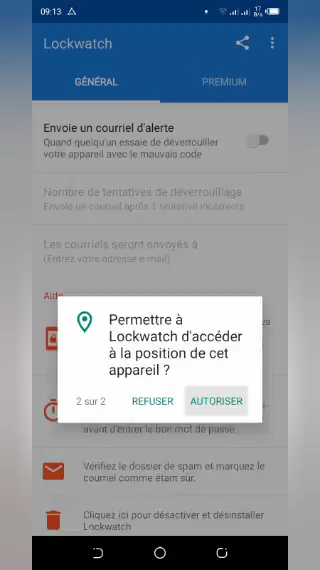 09:13
17
B/s
Lockwatch
GÉNÉRAL
PREMIUM
Envoie un courriel d'alerte
Quand quelqu'un essaie de déverrouiller
votre appareil avec le mauvais code
Nombre de tentatives de déverrouillage
Envoie un courriel après 1 tentative incorrecte
Les courriels seront envoyés à
(Entrez votre adresse e-mail)
Aide
Permettre à
Lockwatch d'accéder
à la position de cet
appareil ?
2 sur 2
REFUSER
AUTORISER
avant d'entrer le bon mot de passe
Vérifiez le dossier de spam et marquez le
courriel comme étant sûr.
Cliquez ici pour désactiver et désinstaller
Lockwatch